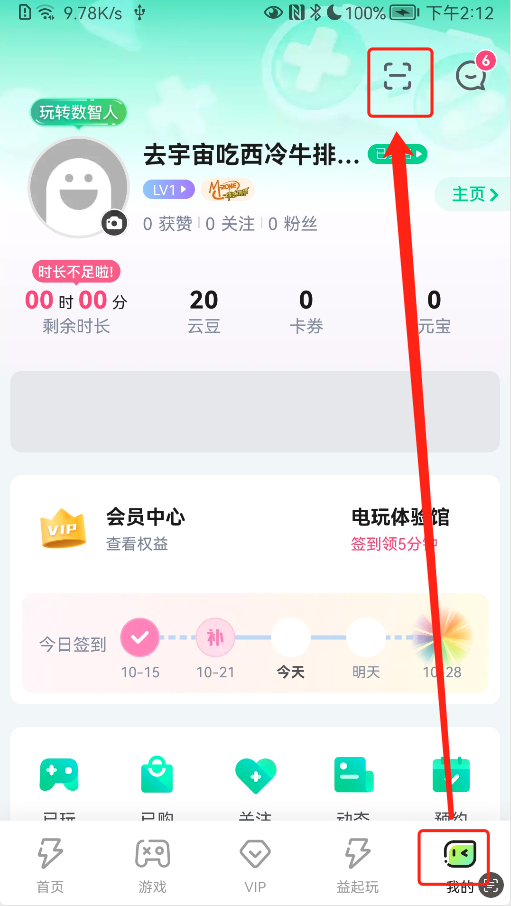 9.78K/s 100% 下午2:12
6
玩转数智人
去宇宙吃西冷牛排...
LV1
主页
0 获赞 0 关注 0 粉丝
时长不足啦!
00 时 00 分 20 0 0
剩余时长 云豆 卡券 元宝
会员中心 电玩体验馆
VIP
查看权益 签到领5分钟
今日签到 补
10-15 10-21 今天 明天 10-28
已玩 已购 关注 动态 预约
首页 游戏 VIP 益起玩 我的